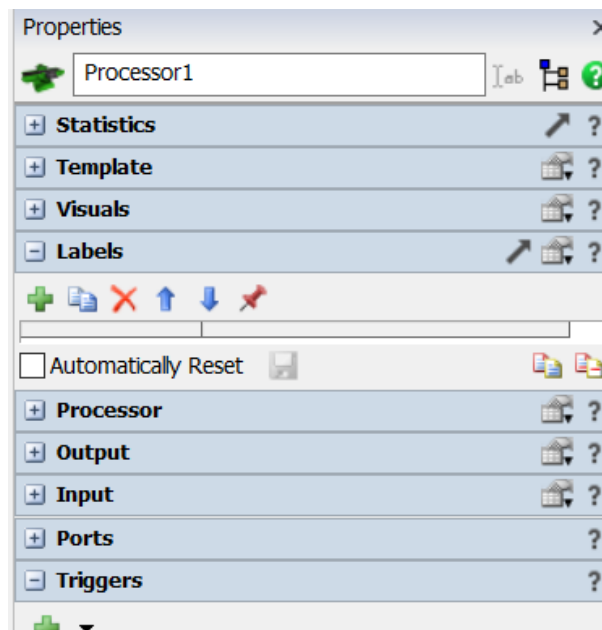 Properties
Processor1
Statistics
Template
Visuals
Labels
Automatically Reset
Processor
Output
Input
Ports
Triggers